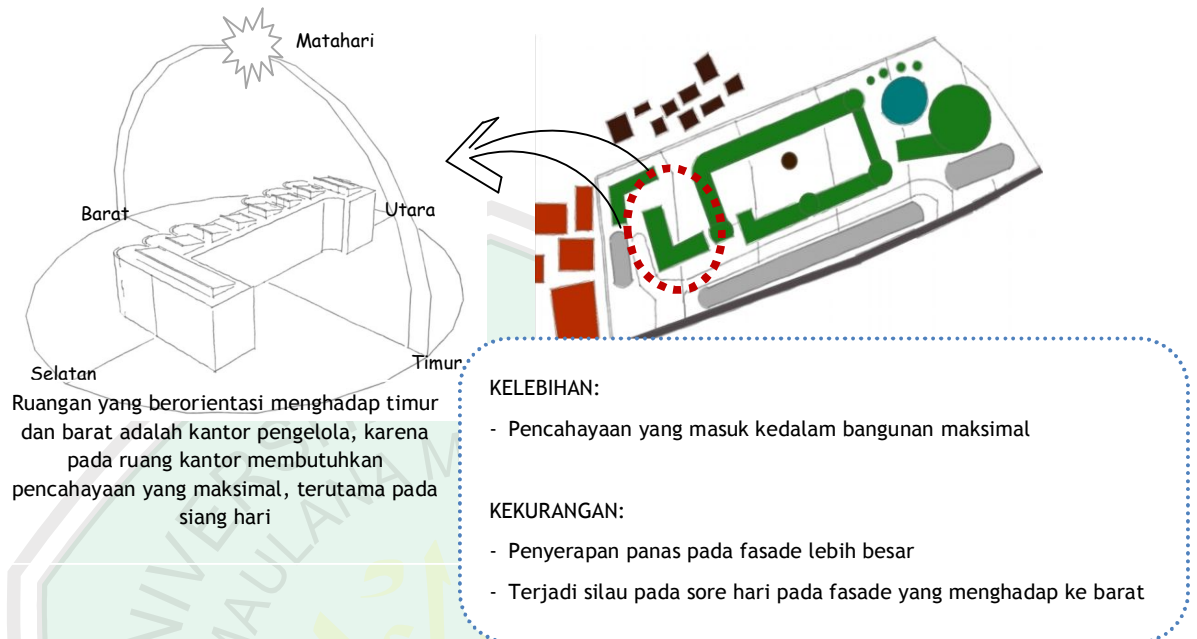 Matahari
Barat
Utara
Selatan
Timur
Ruangan yang berorientasi menghadap timur
dan barat adalah kantor pengelola, karena
pada ruang kantor membutuhkan
pencahayaan yang maksimal, terutama pada
siang hari
KELEBIHAN:
- Pencahayaan yang masuk kedalam bangunan maksimal
KEKURANGAN:
- Penyerapan panas pada fasade lebih besar
- Terjadi silau pada sore hari pada fasade yang menghadap ke barat